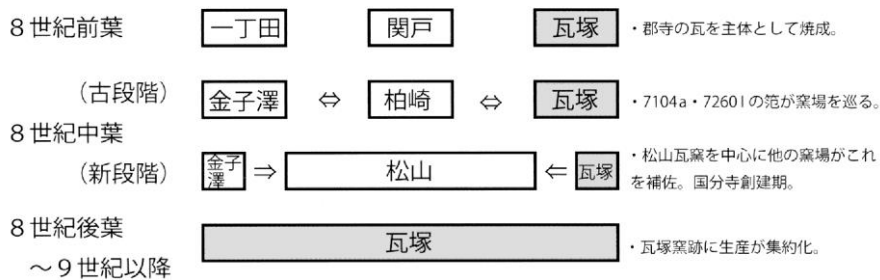 8世紀前葉 一丁田 関戸 瓦塚 ・郡寺の瓦を主体として焼成。
（古段階） 金子澤 ⇔ 柏崎 ⇔ 瓦塚 ・7104a・7260Ⅰの笵が窯場を巡る。
8世紀中葉
（新段階） 金子澤 ⇒ 松山 ⇐ 瓦塚 ・松山瓦窯を中心に他の窯場がこれ
を補佐。国分寺創建期。
8世紀後葉
～9世紀以降 瓦塚 ・瓦塚窯跡に生産が集約化。